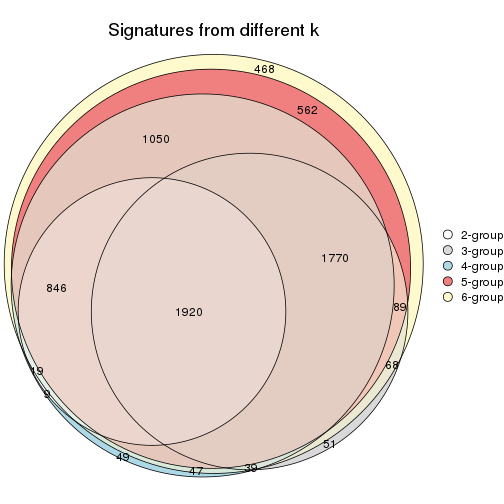 Signatures from different k
468
562
1050
1770
846
1920
89
68
19
9
51
49
47
39
2-group
3-group
4-group
5-group
6-group